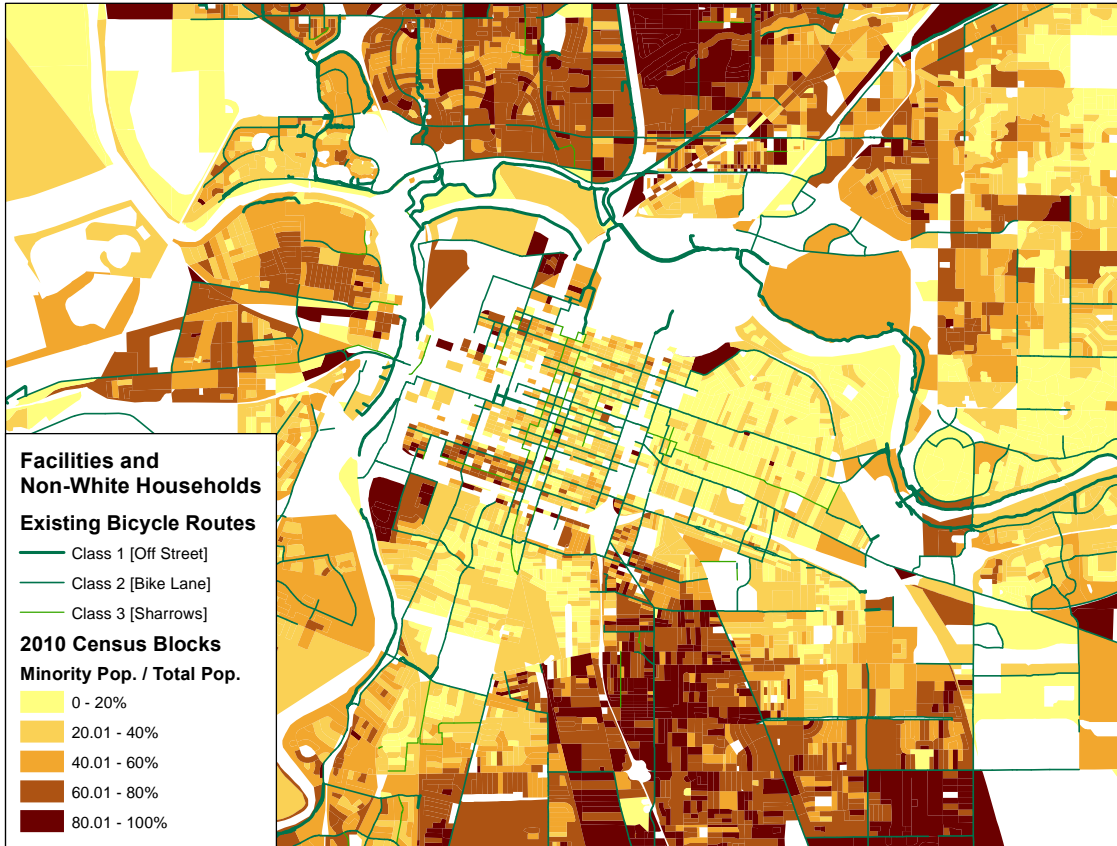 Facilities and
Non-White Households
Existing Bicycle Routes
Class 1 [Off Street]
Class 2 [Bike Lane]
Class 3 [Sharrows]
2010 Census Blocks
Minority Pop. / Total Pop.
0 - 20%
20.01 - 40%
40.01 - 60%
60.01 - 80%
80.01 - 100%